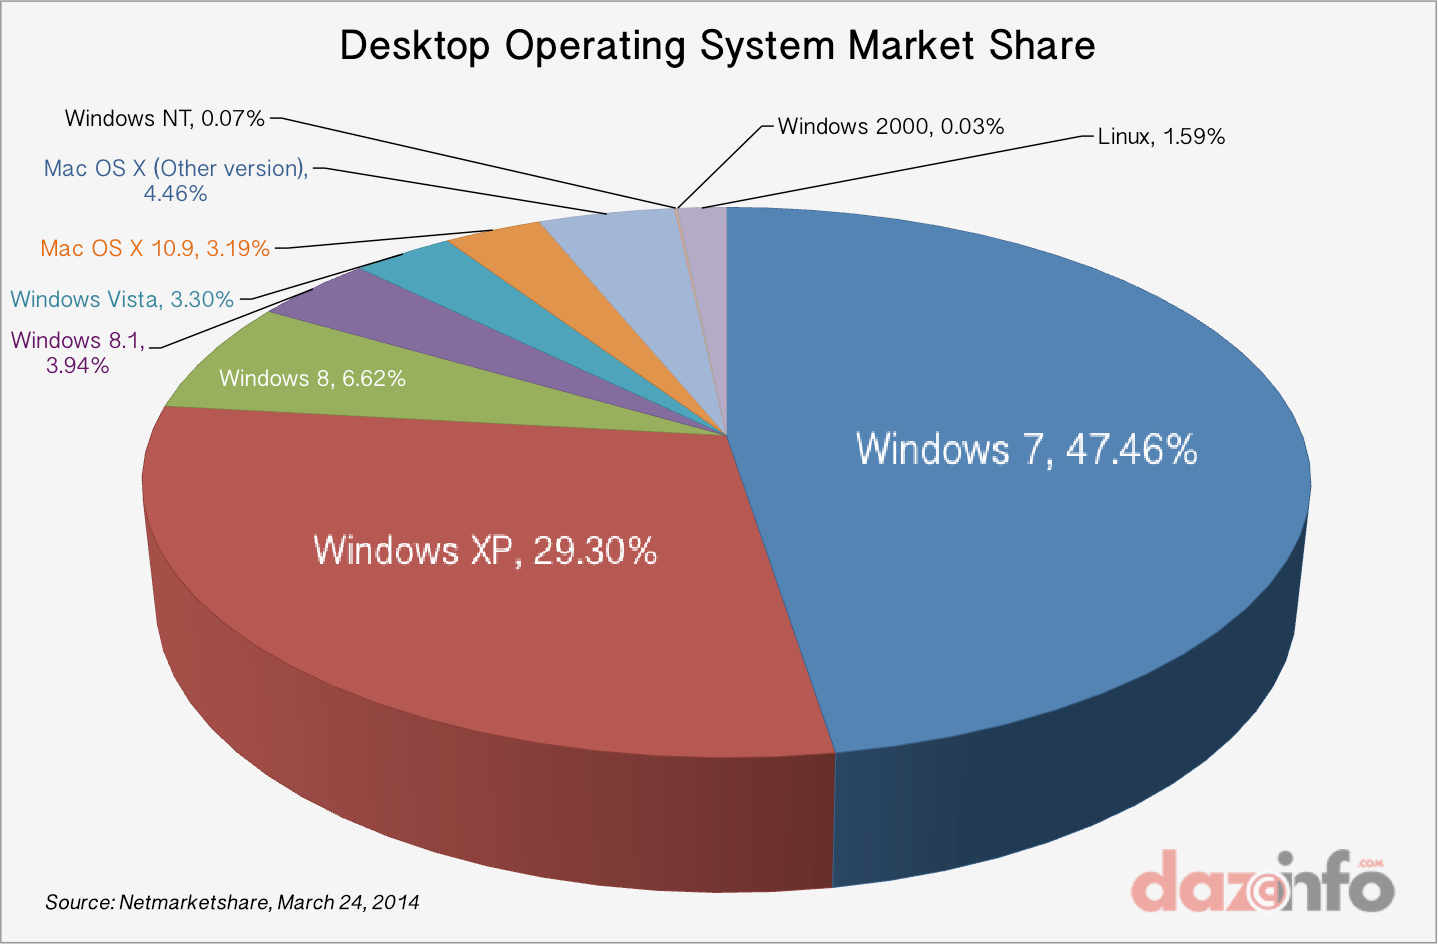 Desktop Operating System Market Share
Windows NT, 0.07%
Windows 2000, 0.03%
Linux, 1.59%
Mac OS X (Other version),
4.46%
Mac OS X 10.9, 3.19%
Windows Vista, 3.30%
Windows 8.1,
3.94%
Windows 8, 6.62%
Windows 7, 47.46%
Windows XP, 29.30%
Source: Netmarketshare, March 24, 2014
dazeinfo
.COM